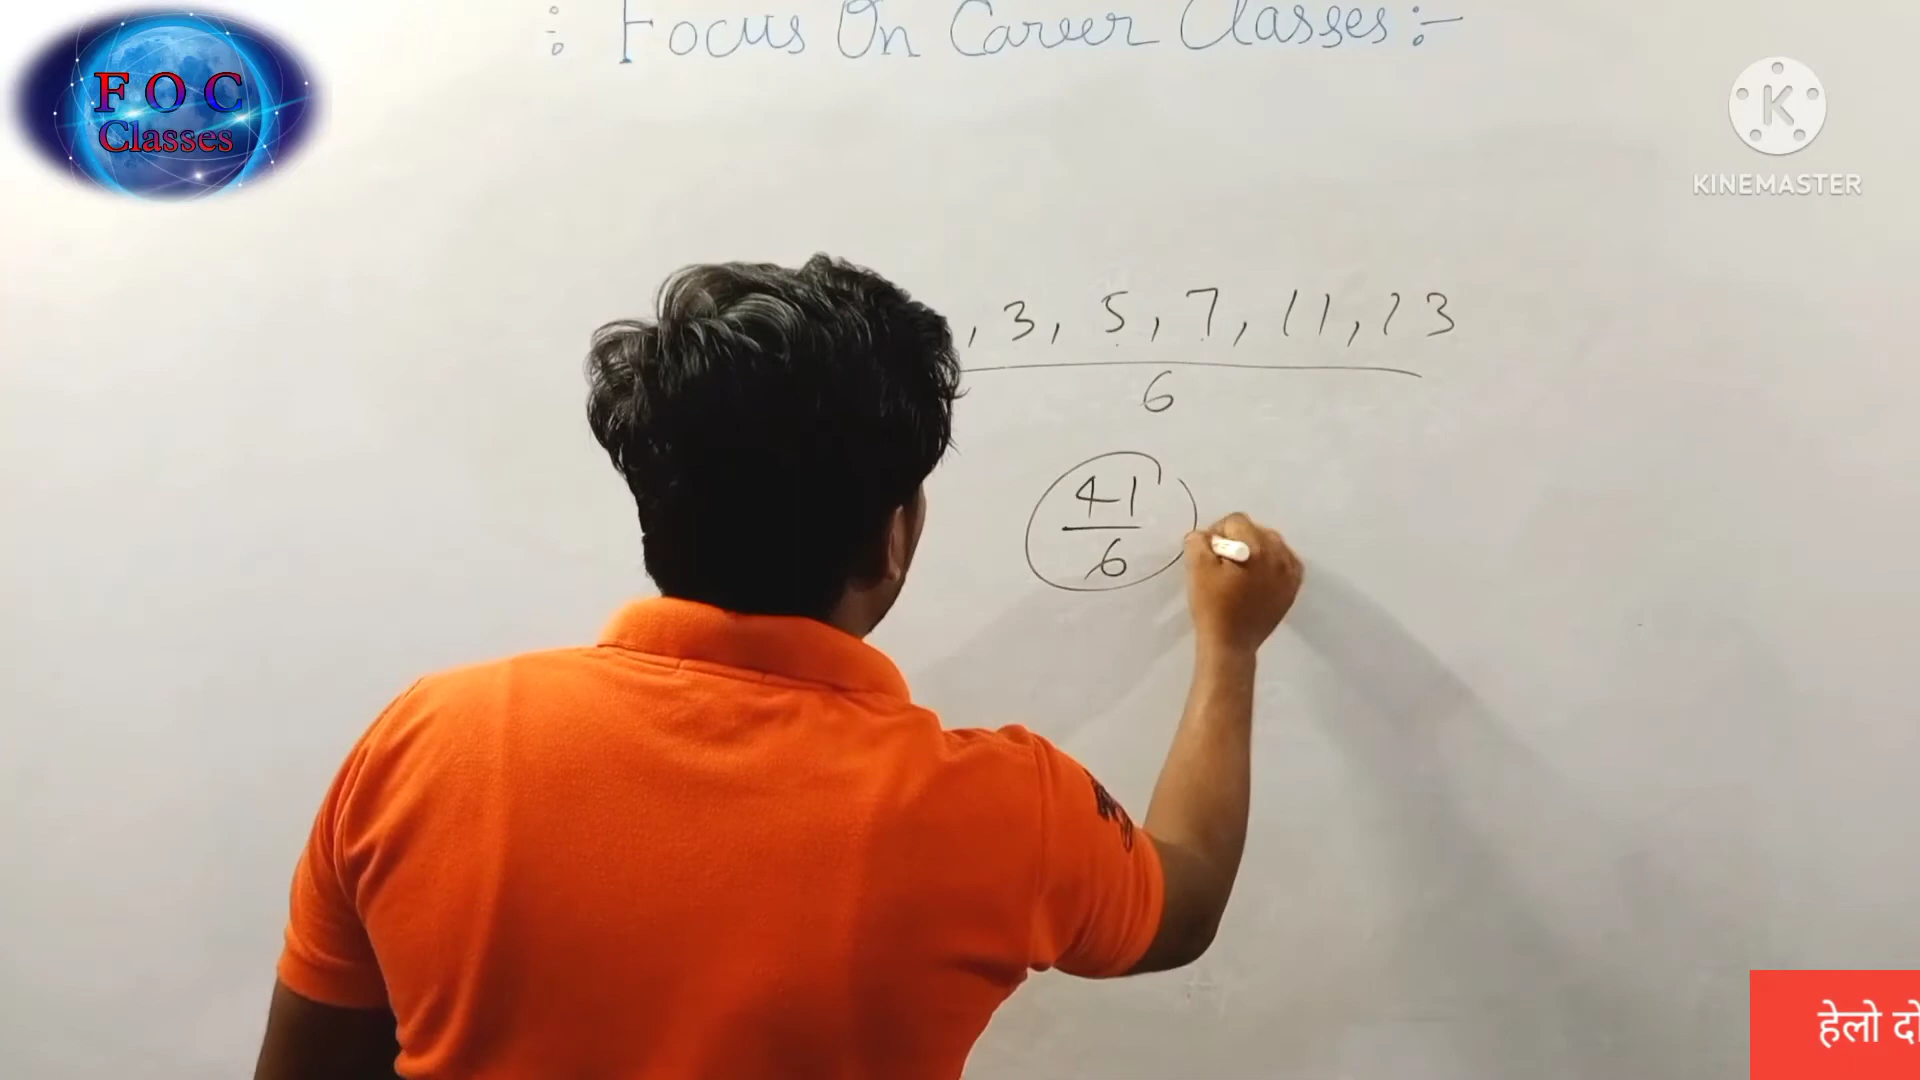 :- Focus On Career Classes :-
F O C
Classes
K
KINEMASTER
, 3, 5, 7, 11, 13
6
41
6
हेलो दो